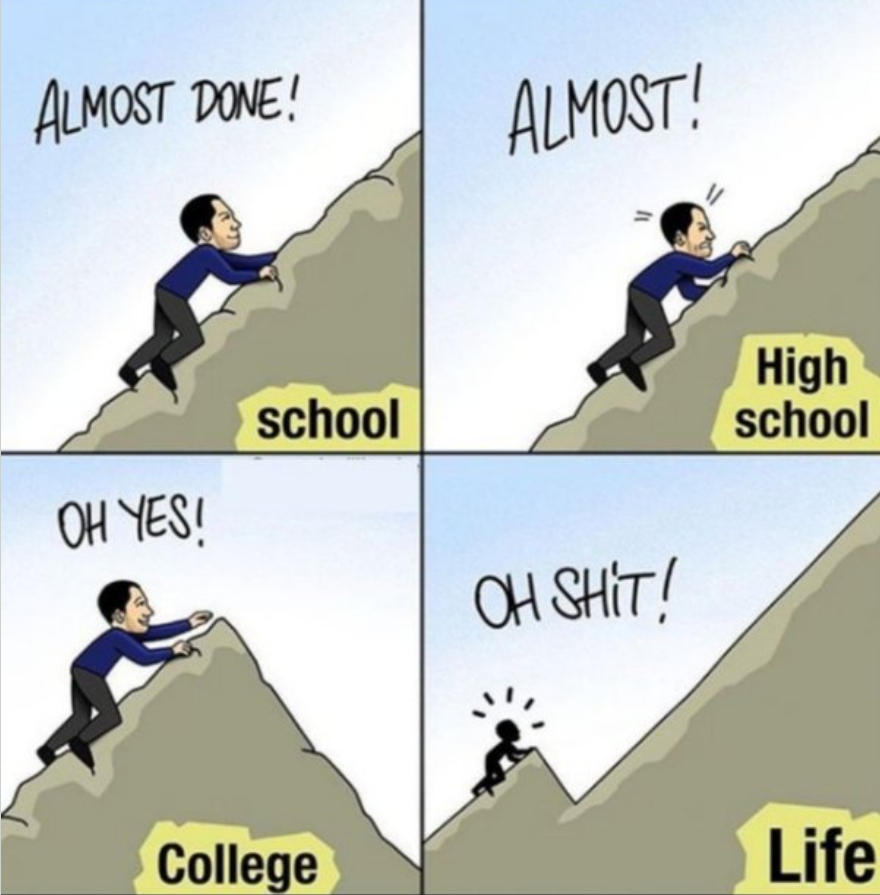 ALMOST DONE!
school
ALMOST!
High
school
OH YES!
College
OH SHiT!
Life